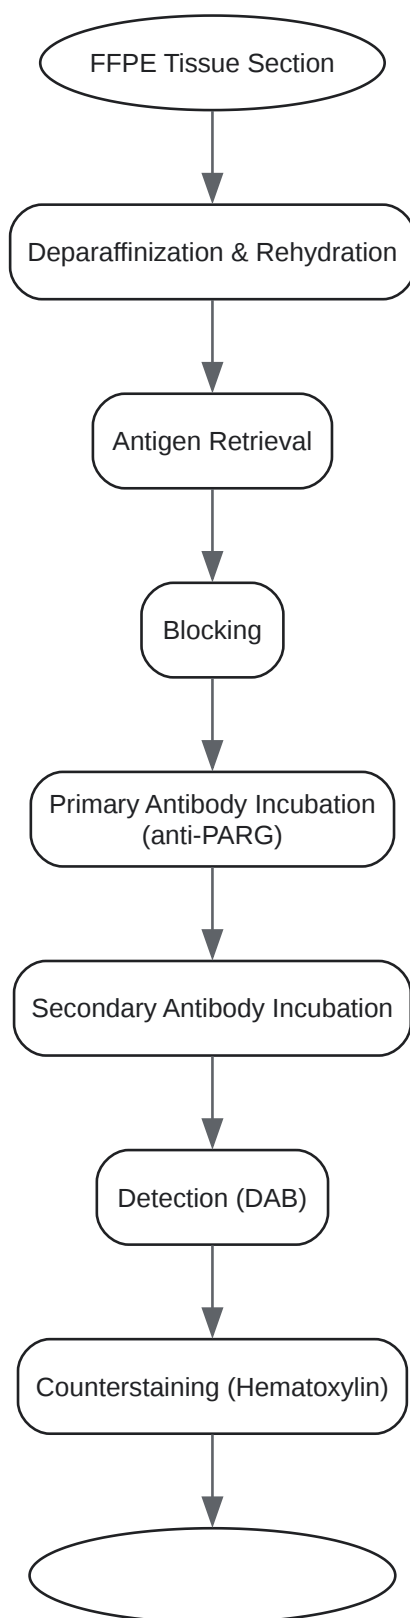 FFPE Tissue Section
Deparaffinization & Rehydration
Antigen Retrieval
Blocking
Primary Antibody Incubation
(anti-PARG)
Secondary Antibody Incubation
Detection (DAB)
Counterstaining (Hematoxylin)